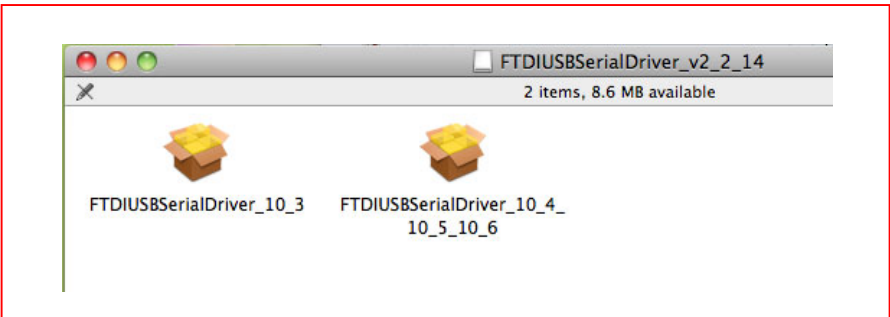 FTDIUSBSerialDriver_v2_2_14
2 items, 8.6 MB available
FTDIUSBSerialDriver_10_3
FTDIUSBSerialDriver_10_4_
10_5_10_6